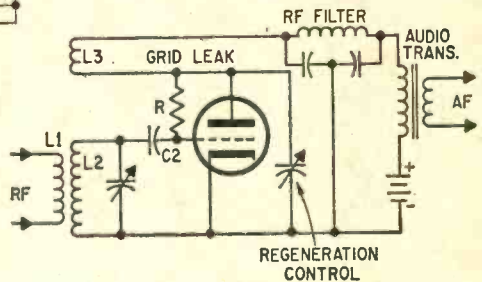 RF FILTER
AUDIO
TRANS.
L3
GRID LEAK
R
L1
L2
C2
AF
RF
+
-
REGENERATION
CONTROL